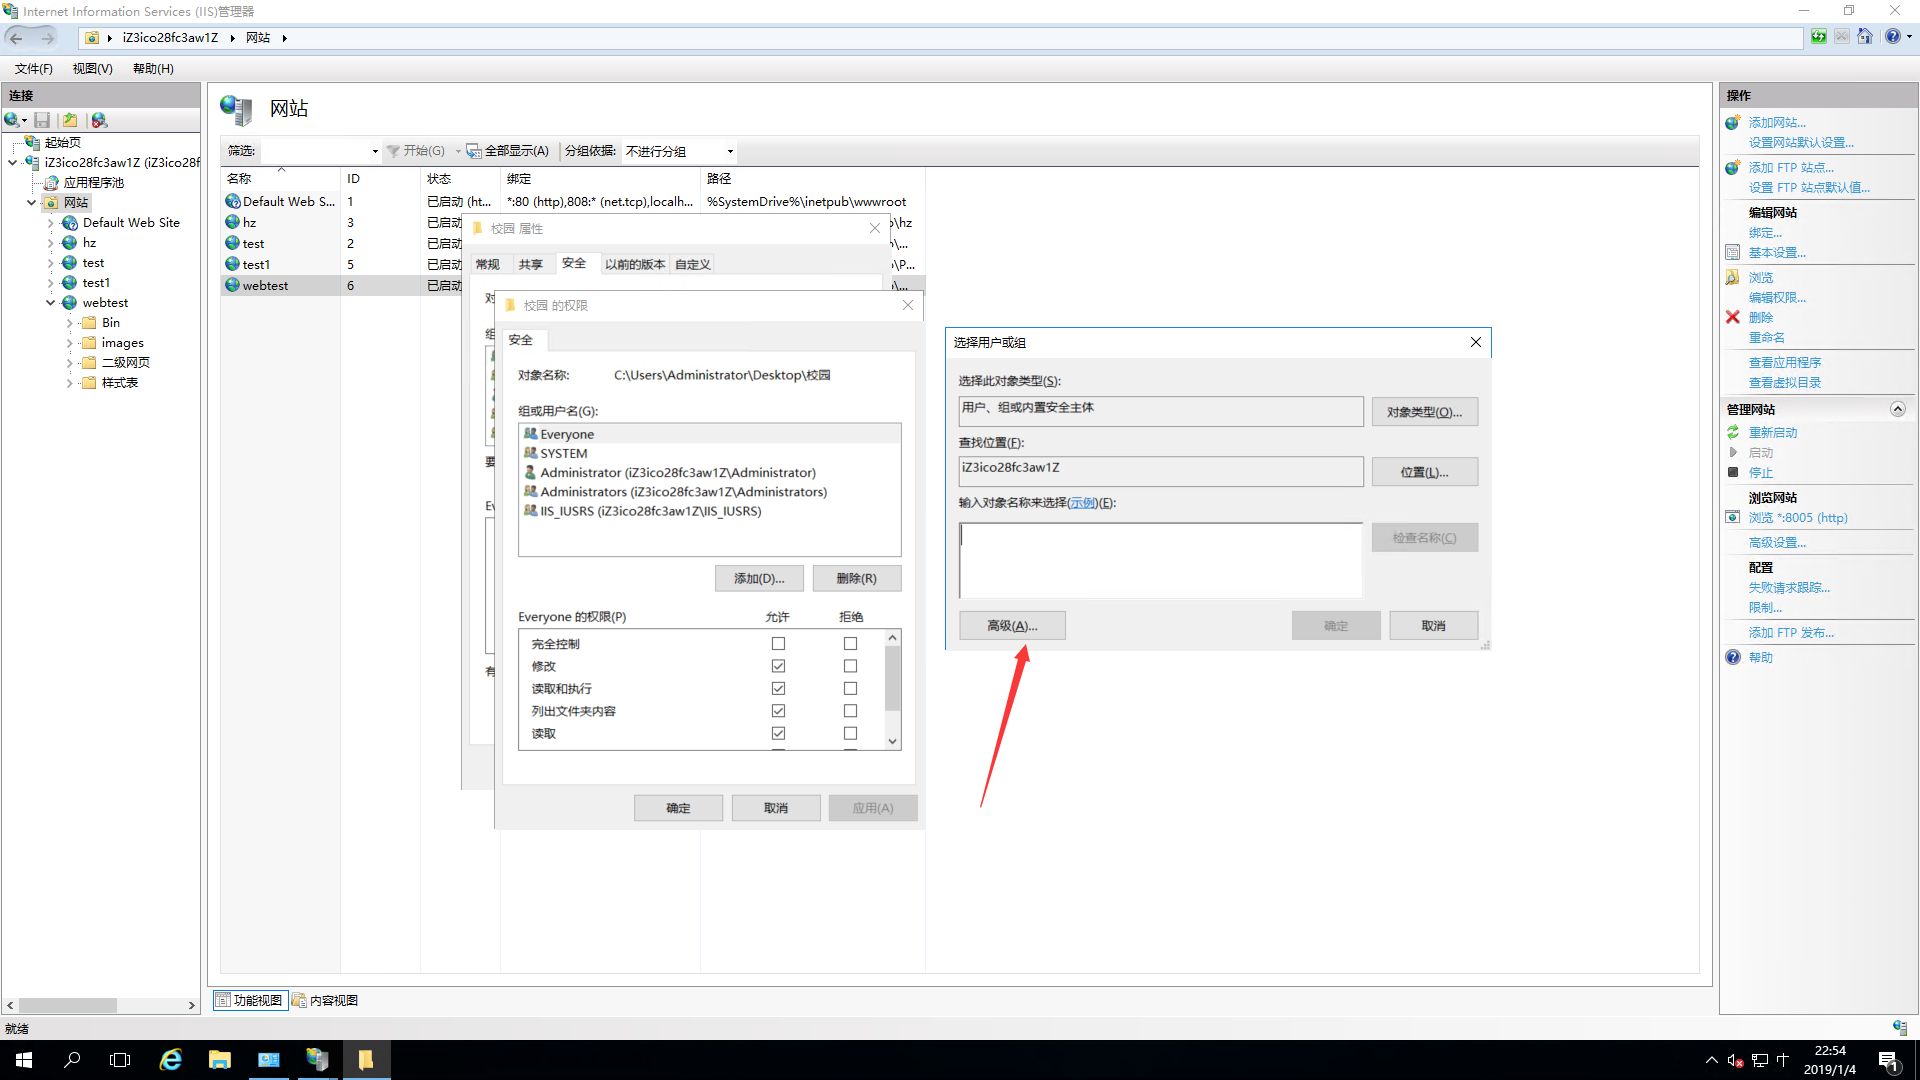 Internet Information Services (IIS)管理器
iZ3ico28fc3aw1Z
网站
文件(F) 视图(V) 帮助(H)
连接
起始页
iZ3ico28fc3aw1Z (iZ3ico28f
应用程序池
网站
Default Web Site
hz
test
test1
webtest
Bin
images
二级网页
样式表
网站
筛选: 开始(G) 全部显示(A) 分组依据: 不进行分组
名称 ID 状态 绑定 路径
Default Web S... 1 已启动 (ht... *:80 (http),808:* (net.tcp),localh... %SystemDrive%\inetpub\wwwroot
hz 3 已启动 \hz
test 2 已启动 \...
test1 5 已启动 \P...
webtest 6 已启动 \...
校园 属性
常规 共享 安全 以前的版本 自定义
对
组
要
Ev
有
校园 的权限
安全
对象名称: C:\Users\Administrator\Desktop\校园
组或用户名(G):
Everyone
SYSTEM
Administrator (iZ3ico28fc3aw1Z\Administrator)
Administrators (iZ3ico28fc3aw1Z\Administrators)
IIS_IUSRS (iZ3ico28fc3aw1Z\IIS_IUSRS)
添加(D)... 删除(R)
Everyone 的权限(P) 允许 拒绝
完全控制
修改
读取和执行
列出文件夹内容
读取
确定 取消 应用(A)
选择用户或组
选择此对象类型(S):
用户、组或内置安全主体
对象类型(O)...
查找位置(F):
iZ3ico28fc3aw1Z
位置(L)...
输入对象名称来选择(示例)(E):
检查名称(C)
高级(A)... 确定 取消
操作
添加网站...
设置网站默认设置...
添加 FTP 站点...
设置 FTP 站点默认值...
编辑网站
绑定...
基本设置...
浏览
编辑权限...
删除
重命名
查看应用程序
查看虚拟目录
管理网站
重新启动
启动
停止
浏览网站
浏览 *:8005 (http)
高级设置...
配置
失败请求跟踪...
限制...
添加 FTP 发布...
帮助
功能视图 内容视图
就绪
中
22:54
2019/1/4
1